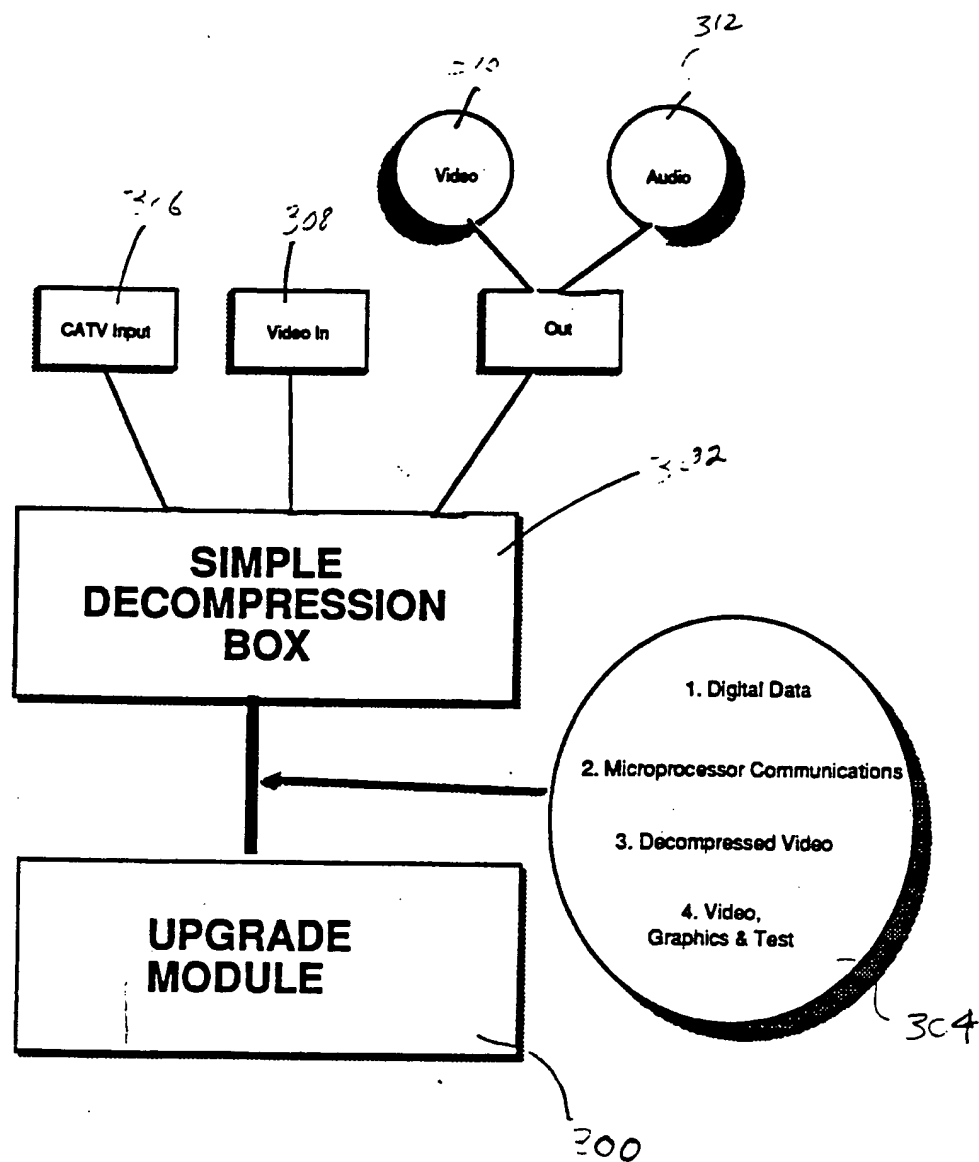 312
Video
Audio
308
CATV Input
Video In
Out
SIMPLE
DECOMPRESSION
BOX
1. Digital Data
2. Microprocessor Communications
3. Decompressed Video
4. Video,
Graphics & Test
UPGRADE
MODULE
304
300